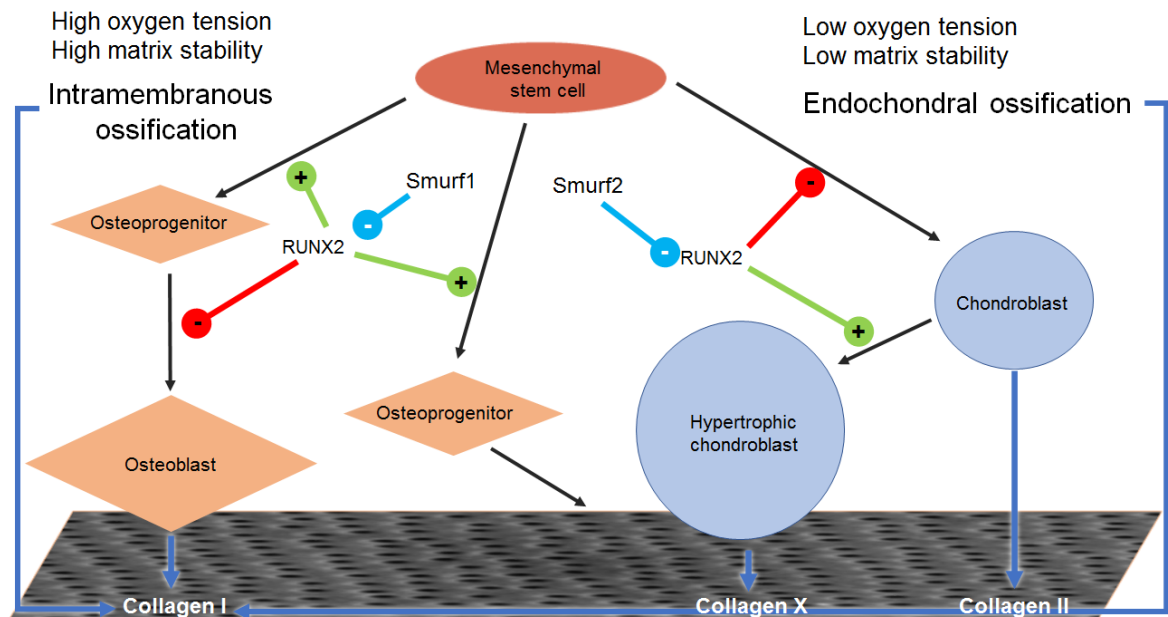 High oxygen tension
High matrix stability
Low oxygen tension
Low matrix stability
Mesenchymal
stem cell
Intramembranous
ossification
Endochondral ossification
+
Smurf1
Smurf2
-
Osteoprogenitor
-
-
RUNX2
RUNX2
+
-
+
Chondroblast
Osteoprogenitor
Hypertrophic
chondroblast
Osteoblast
Collagen I
Collagen X
Collagen II